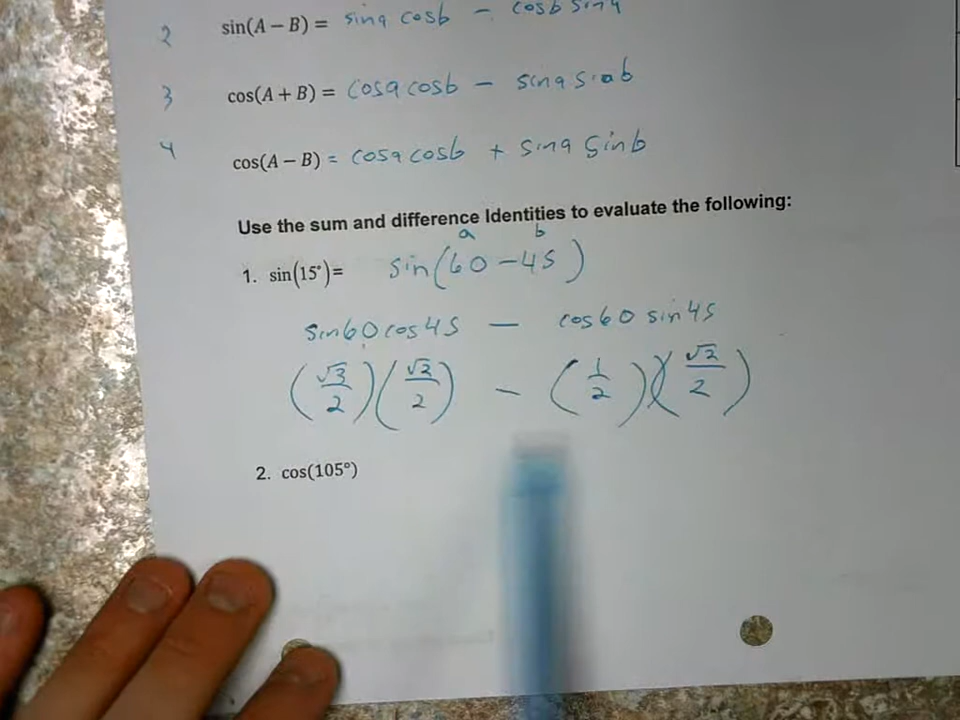 2 sin(A − B) = sina cosb − cosb sina
3 cos(A + B) = cosa cosb − sina sinb
4 cos(A − B) = cosa cosb + sina sinb
Use the sum and difference Identities to evaluate the following:
a b
1. sin(15°)= sin(60 − 45)
sin60 cos45 − cos60 sin45
(√3/2)(√2/2) − (1/2)(√2/2)
2. cos(105°)